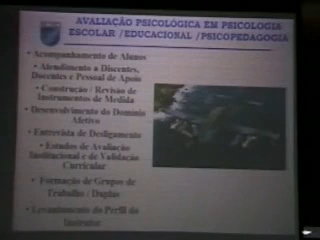 AVALIAÇÃO PSICOLÓGICA EM PSICOLOGIA
ESCOLAR /EDUCACIONAL /PSICOPEDAGOGIA
• Acompanhamento de Alunos
• Atendimento a Discentes,
Docentes e Pessoal de Apoio
• Construção / Revisão de
Instrumentos de Medida
• Desenvolvimento do Domínio
Afetivo
• Entrevista de Desligamento
• Estudos de Avaliação
Institucional e de Validação
Curricular
• Formação de Grupos de
Trabalho / Duplas
• Levantamento do Perfil do
Instrutor